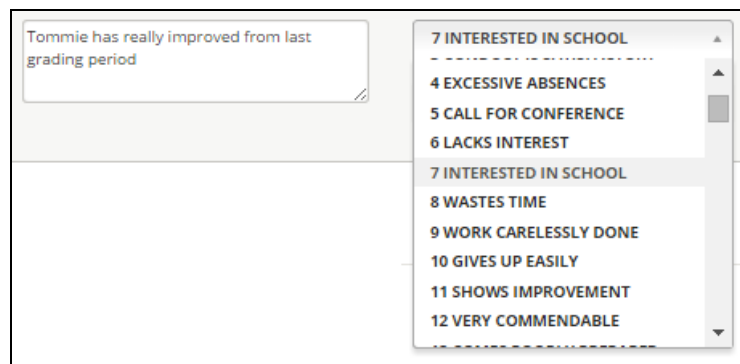 Tommie has really improved from last
grading period
7 INTERESTED IN SCHOOL
4 EXCESSIVE ABSENCES
5 CALL FOR CONFERENCE
6 LACKS INTEREST
7 INTERESTED IN SCHOOL
8 WASTES TIME
9 WORK CARELESSLY DONE
10 GIVES UP EASILY
11 SHOWS IMPROVEMENT
12 VERY COMMENDABLE